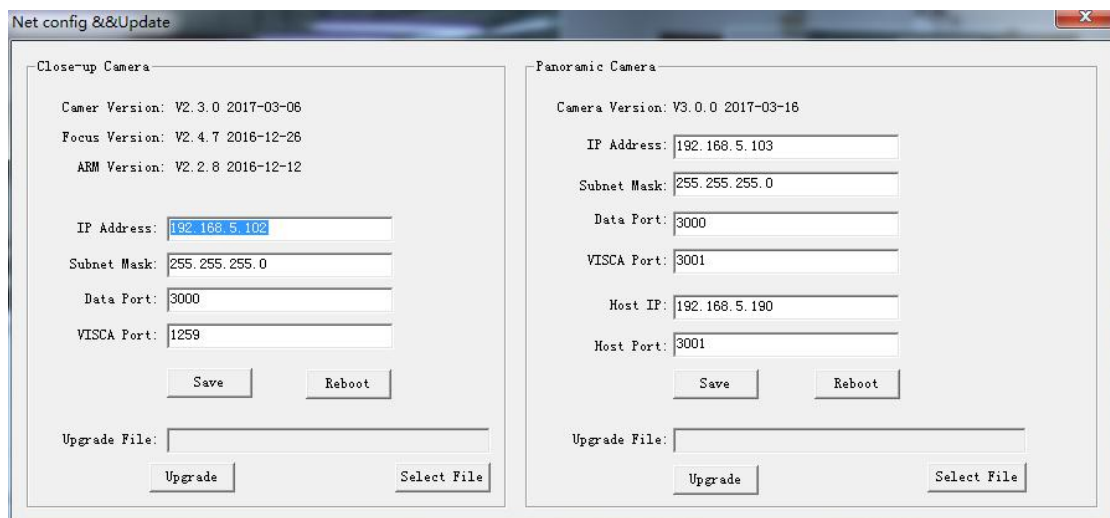 Net config &&Update
X
Close-up Camera
Camer Version: V2.3.0 2017-03-06
Focus Version: V2.4.7 2016-12-26
ARM Version: V2.2.8 2016-12-12
IP Address: 192.168.5.102
Subnet Mask: 255.255.255.0
Data Port: 3000
VISCA Port: 1259
Save Reboot
Upgrade File:
Upgrade Select File
Panoramic Camera
Camera Version: V3.0.0 2017-03-16
IP Address: 192.168.5.103
Subnet Mask: 255.255.255.0
Data Port: 3000
VISCA Port: 3001
Host IP: 192.168.5.190
Host Port: 3001
Save Reboot
Upgrade File:
Upgrade Select File